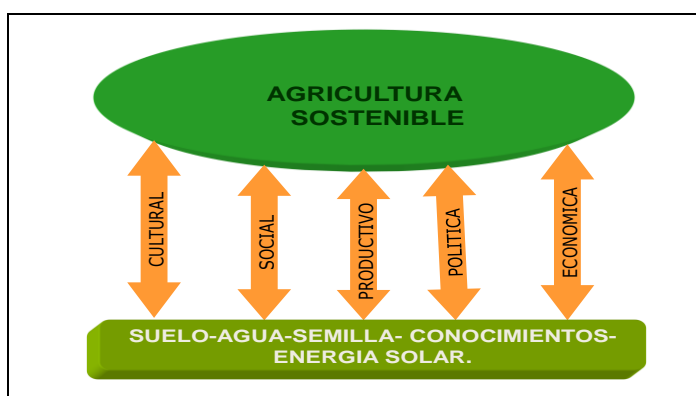 AGRICULTURA
SOSTENIBLE
CULTURAL
SOCIAL
PRODUCTIVO
POLITICA
ECONOMICA
SUELO-AGUA-SEMILLA- CONOCIMIENTOS-
ENERGIA SOLAR.